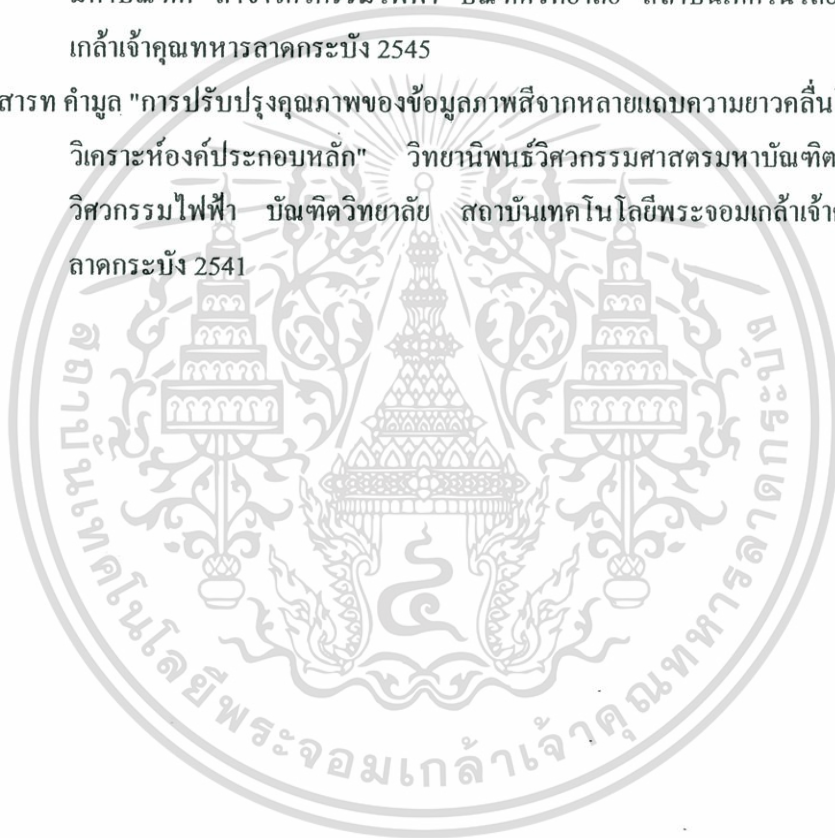 เกล้าเจ้าคุณทหารลาดกระบัง 2545
สารท คำมูล "การปรับปรุงคุณภาพของข้อมูลภาพสีจากหลายแถบความยาวคลื่น
วิเคราะห์องค์ประกอบหลัก" วิทยานิพนธ์วิศวกรรมศาสตรมหาบัณฑิต
วิศวกรรมไฟฟ้า บัณฑิตวิทยาลัย สถาบันเทคโนโลยีพระจอมเกล้าเจ้า
ลาดกระบัง 2541
สถาบันเทคโนโลยีพระจอมเกล้าเจ้าคุณทหารลาดกระบัง